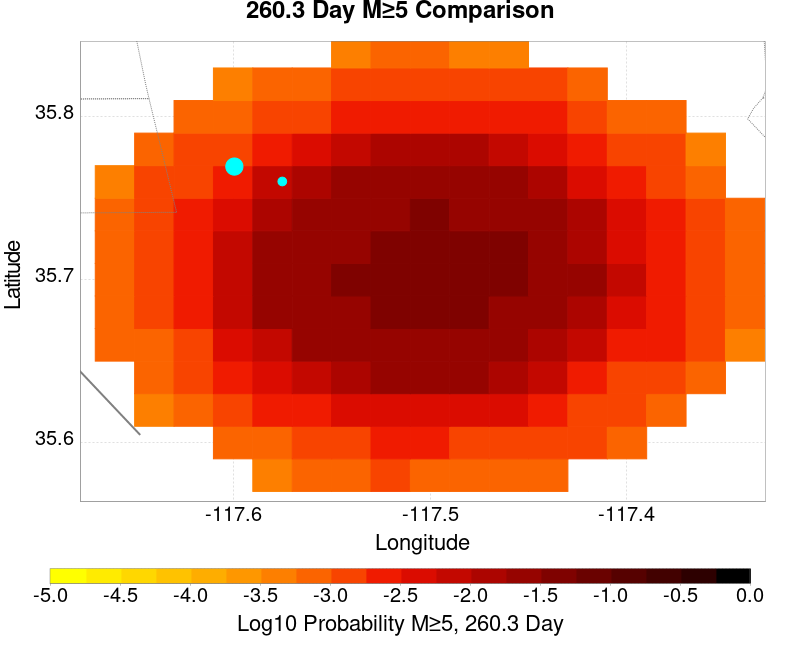 260.3 Day M≥5 Comparison
Latitude
35.8
35.7
35.6
-117.6 -117.5 -117.4
Longitude
-5.0 -4.5 -4.0 -3.5 -3.0 -2.5 -2.0 -1.5 -1.0 -0.5 0.0
Log10 Probability M≥5, 260.3 Day